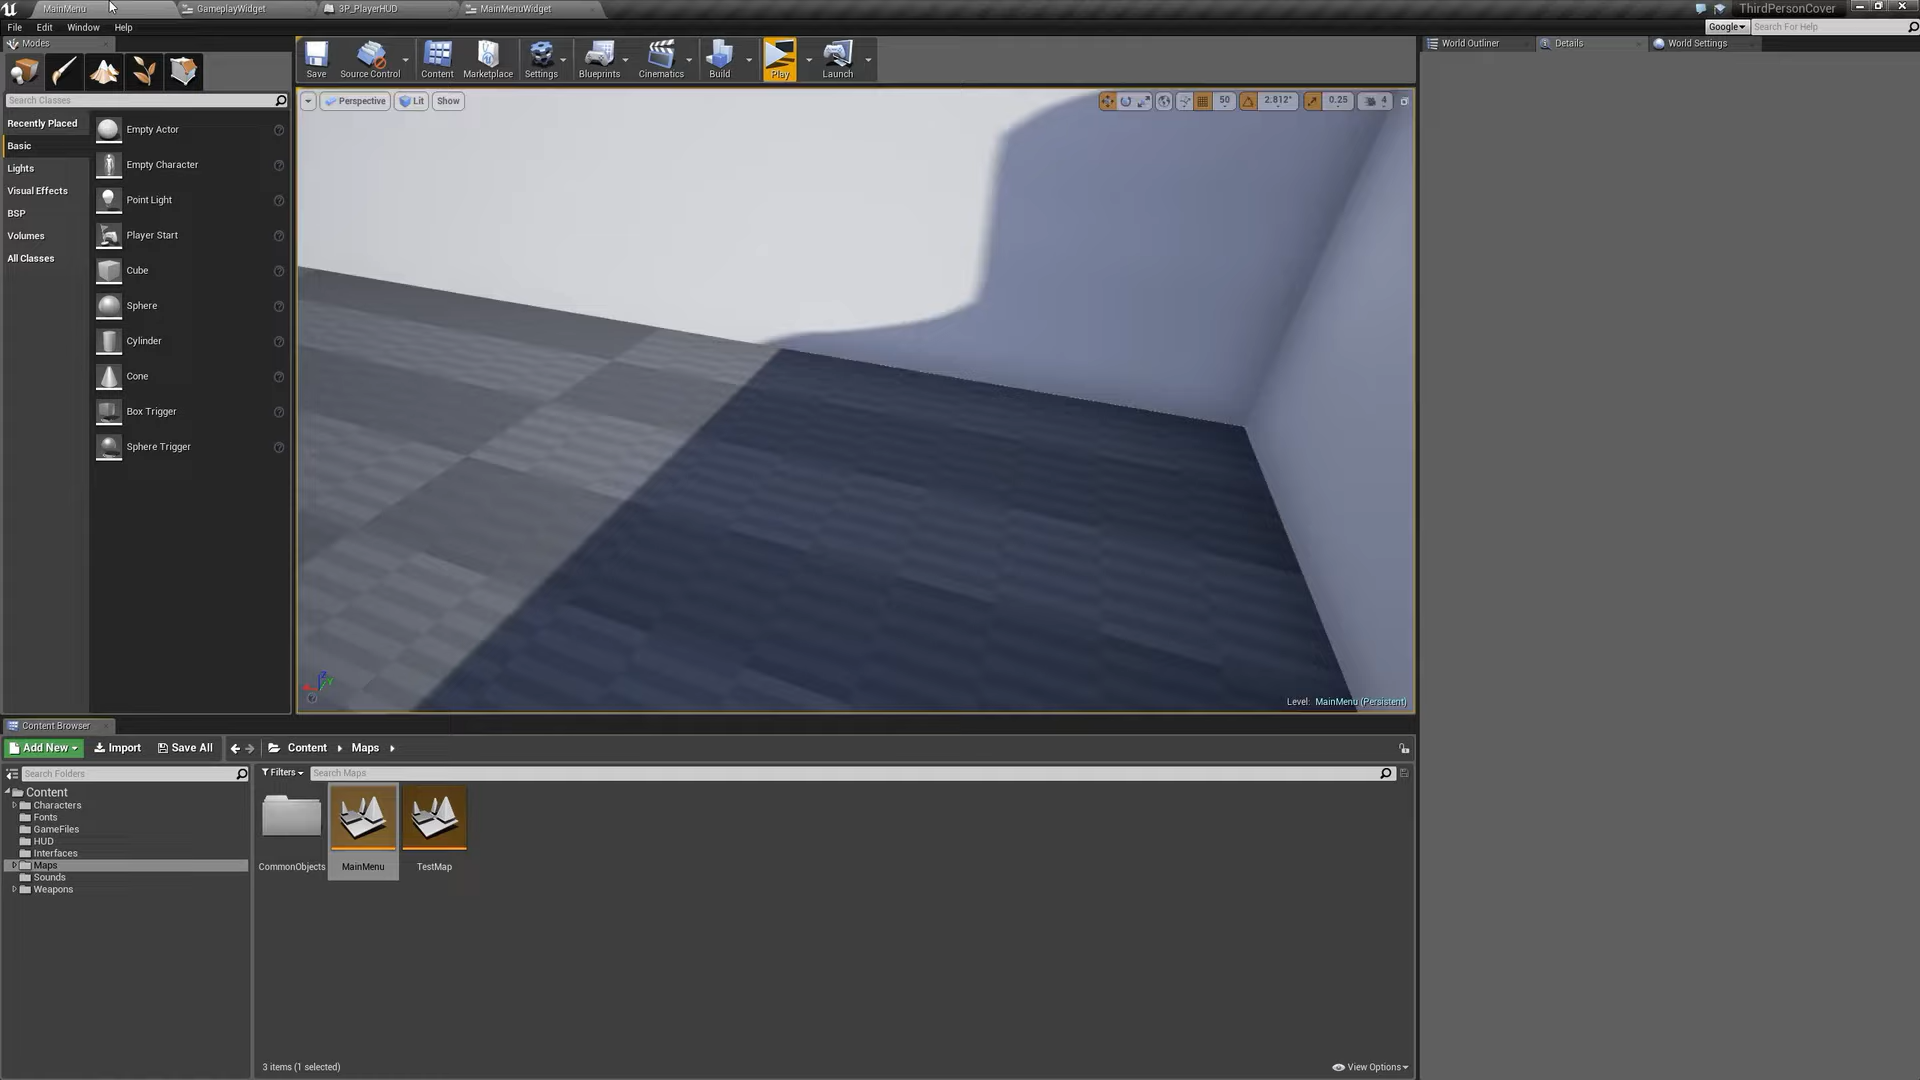 MainMenu
GameplayWidget
3P_PlayerHUD
MainMenuWidget
ThirdPersonCover
File
Edit
Window
Help
Google
Search For Help
Modes
Save
Source Control
Content
Marketplace
Settings
Blueprints
Cinematics
Build
Play
Launch
World Outliner
Details
World Settings
Search Classes
Perspective
Lit
Show
50
2.812°
0.25
4
Recently Placed
Basic
Lights
Visual Effects
BSP
Volumes
All Classes
Empty Actor
Empty Character
Point Light
Player Start
Cube
Sphere
Cylinder
Cone
Box Trigger
Sphere Trigger
Level: MainMenu (Persistent)
Content Browser
Add New
Import
Save All
Content
Maps
Search Folders
Filters
Search Maps
Content
Characters
Fonts
GameFiles
HUD
Interfaces
Maps
Sounds
Weapons
CommonObjects
MainMenu
TestMap
3 items (1 selected)
View Options